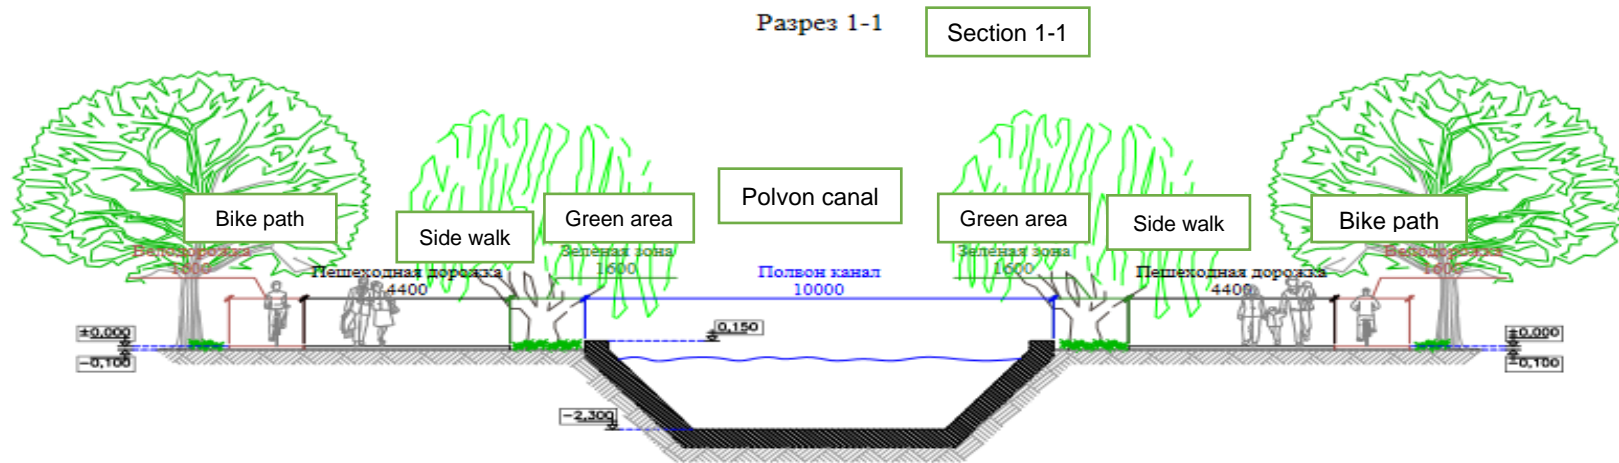 Разрез 1-1
Section 1-1
Bike path
Side walk
Green area
Polvon canal
Green area
Side walk
Bike path
Велодорожка
1600
Пешеходная дорожка
4400
Зеленая зона
1600
Полвон канал
10000
Зеленая зона
1600
Пешеходная дорожка
4400
Велодорожка
1600
±0,000
-0,100
0,150
-2,300
±0,000
-0,100